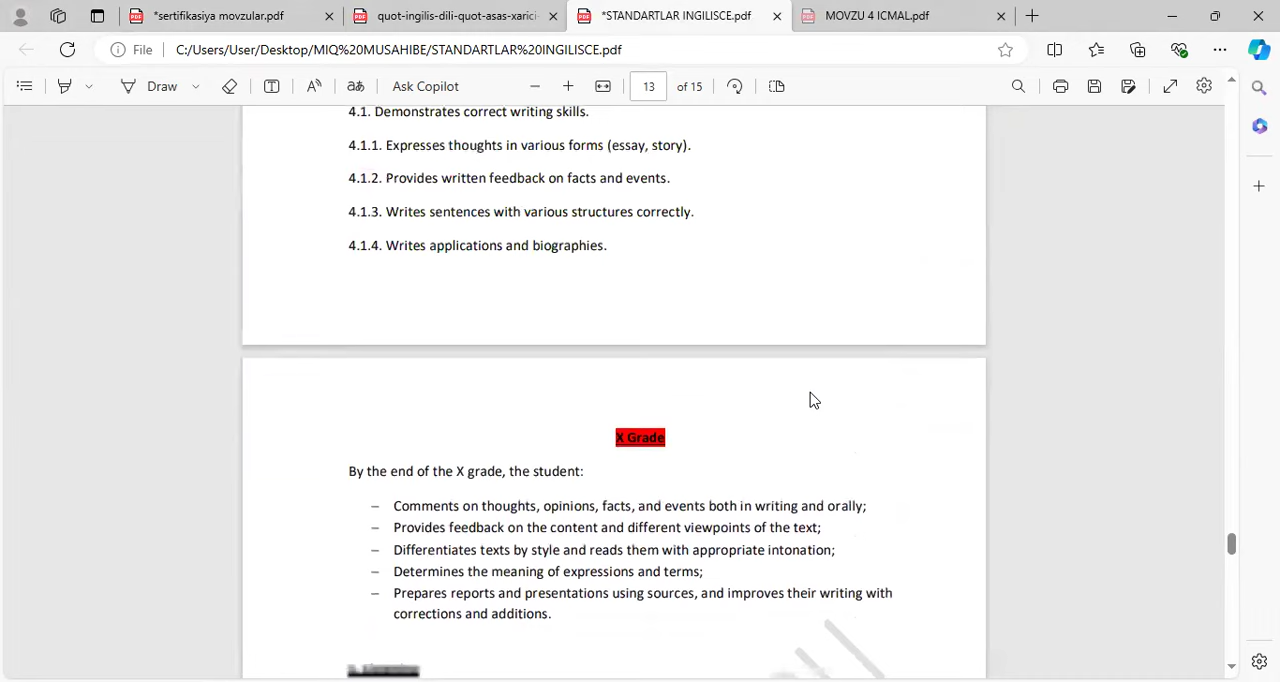 *sertifikasiya movzular.pdf
quot-ingilis-dili-quot-asas-xarici-
*STANDARTLAR INGILISCE.pdf
MOVZU 4 ICMAL.pdf
File
C:/Users/User/Desktop/MIQ%20MUSAHIBE/STANDARTLAR%20INGILISCE.pdf
Draw
aあ
Ask Copilot
13
of 15
4.1. Demonstrates correct writing skills.
4.1.1. Expresses thoughts in various forms (essay, story).
4.1.2. Provides written feedback on facts and events.
4.1.3. Writes sentences with various structures correctly.
4.1.4. Writes applications and biographies.
X Grade
By the end of the X grade, the student:
– Comments on thoughts, opinions, facts, and events both in writing and orally;
– Provides feedback on the content and different viewpoints of the text;
– Differentiates texts by style and reads them with appropriate intonation;
– Determines the meaning of expressions and terms;
– Prepares reports and presentations using sources, and improves their writing with
corrections and additions.